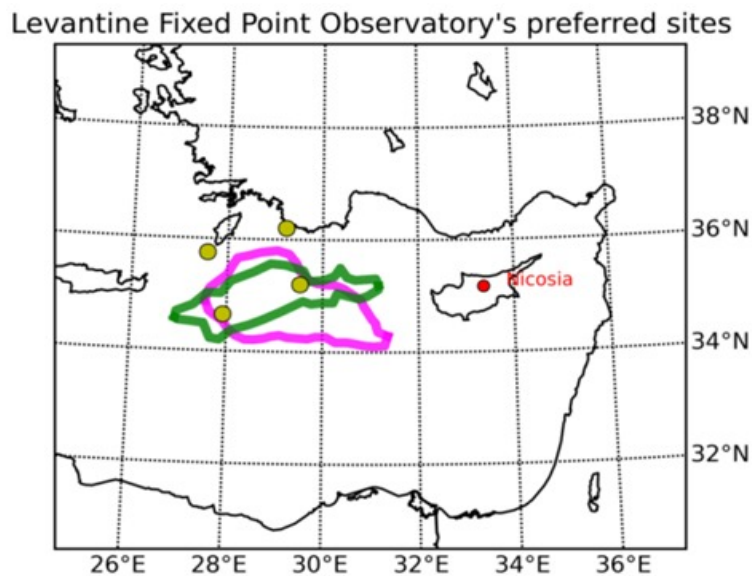 Levantine Fixed Point Observatory's preferred sites
38°N
36°N
Nicosia
34°N
32°N
26°E 28°E 30°E 32°E 34°E 36°E